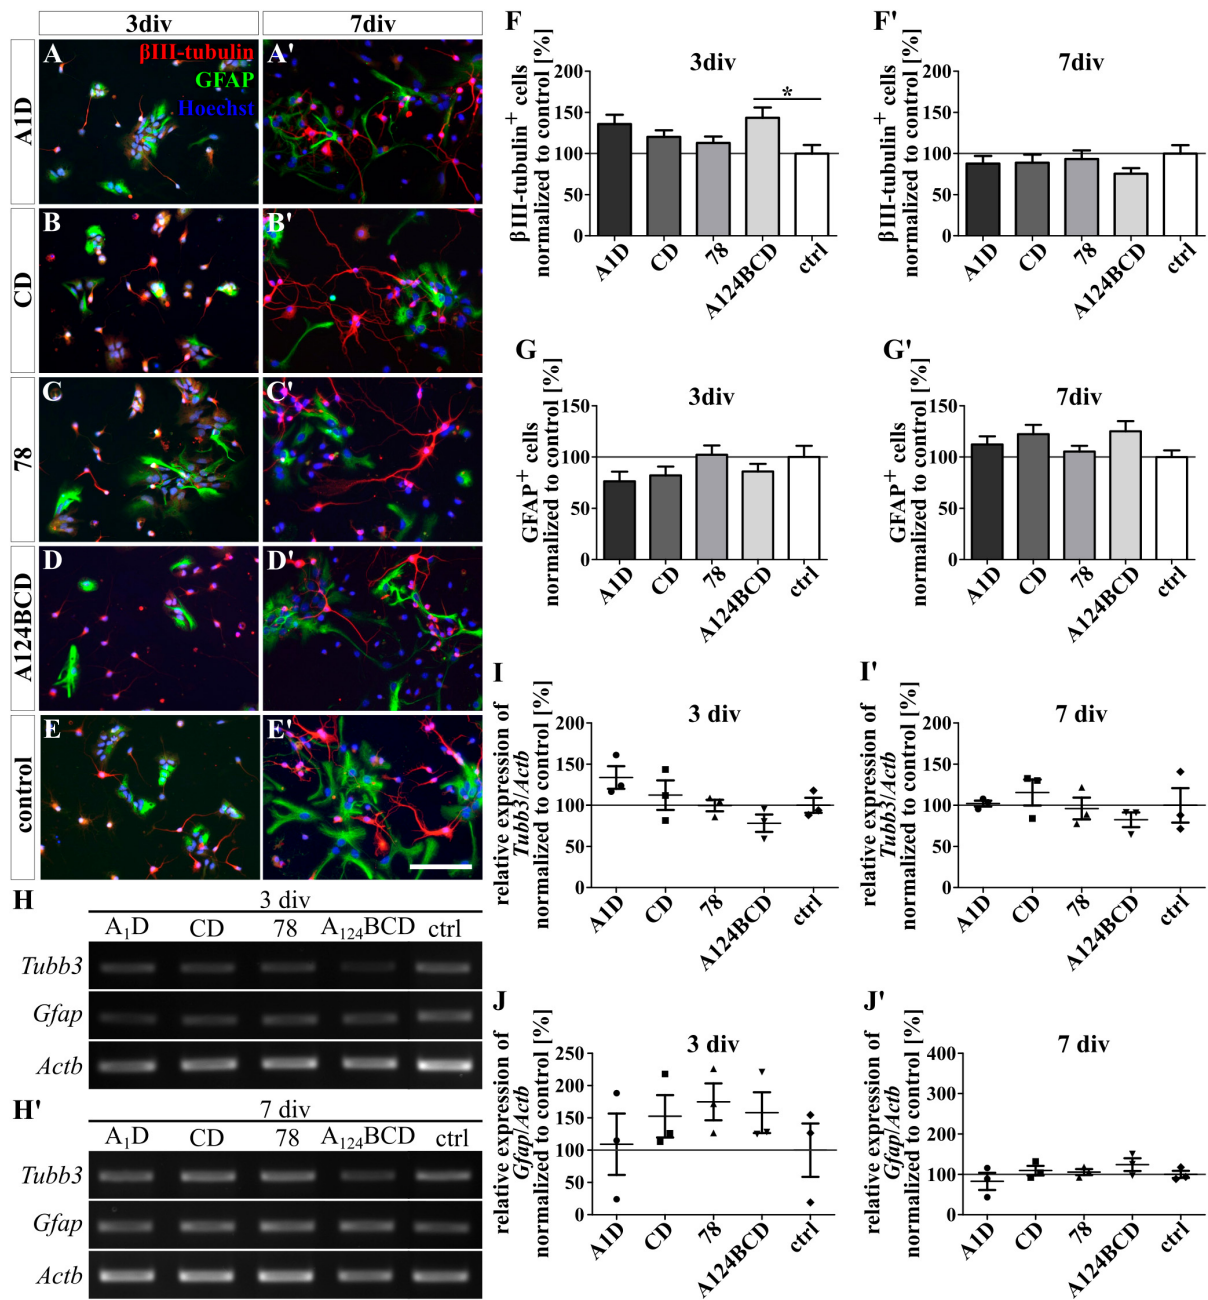 3div 7div
A1D
A βIII-tubulin
GFAP
Hoechst
A'
CD
B B'
78
C C'
A124BCD
D D'
control
E E'
F
βIII-tubulin+ cells
normalized to control [%]
3div
200
150
100
50
0
*
A1D CD 78 A124BCD ctrl
F'
βIII-tubulin+ cells
normalized to control [%]
7div
200
150
100
50
0
A1D CD 78 A124BCD ctrl
G
GFAP+ cells
normalized to control [%]
3div
150
100
50
0
A1D CD 78 A124BCD ctrl
G'
GFAP+ cells
normalized to control [%]
7div
150
100
50
0
A1D CD 78 A124BCD ctrl
H
3 div
A₁D CD 78 A₁₂₄BCD ctrl
Tubb3
Gfap
Actb
H'
7 div
A₁D CD 78 A₁₂₄BCD ctrl
Tubb3
Gfap
Actb
I
relative expression of
Tubb3/Actb
normalized to control [%]
3 div
200
150
100
50
0
A1D CD 78 A124BCD ctrl
I'
relative expression of
Tubb3/Actb
normalized to control [%]
7 div
200
150
100
50
0
A1D CD 78 A124BCD ctrl
J
relative expression of
Gfap/Actb
normalized to control [%]
3 div
250
200
150
100
50
0
A1D CD 78 A124BCD ctrl
J'
relative expression of
Gfap/Actb
normalized to control [%]
7 div
400
300
200
100
0
A1D CD 78 A124BCD ctrl